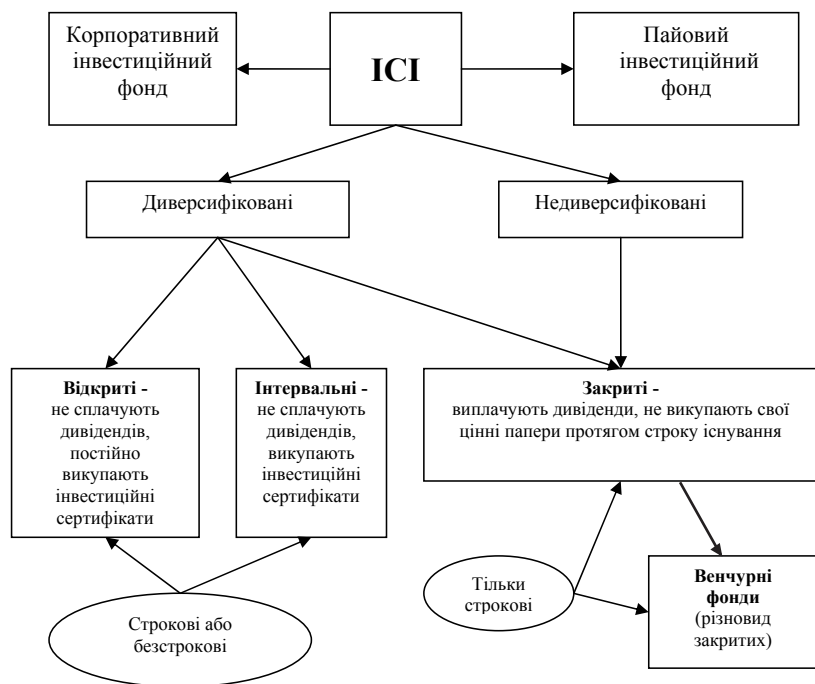 Корпоративний
інвестиційний
фонд
ІСІ
Пайовий
інвестиційний
фонд
Диверсифіковані
Недиверсифіковані
Відкриті -
не сплачують
дивідендів,
постійно
викупають
інвестиційні
сертифікати
Інтервальні -
не сплачують
дивідендів,
викупають
інвестиційні
сертифікати
Закриті -
виплачують дивіденди, не викупають свої
цінні папери протягом строку існування
Строкові або
безстрокові
Тільки
строкові
Венчурні
фонди
(різновид
закритих)